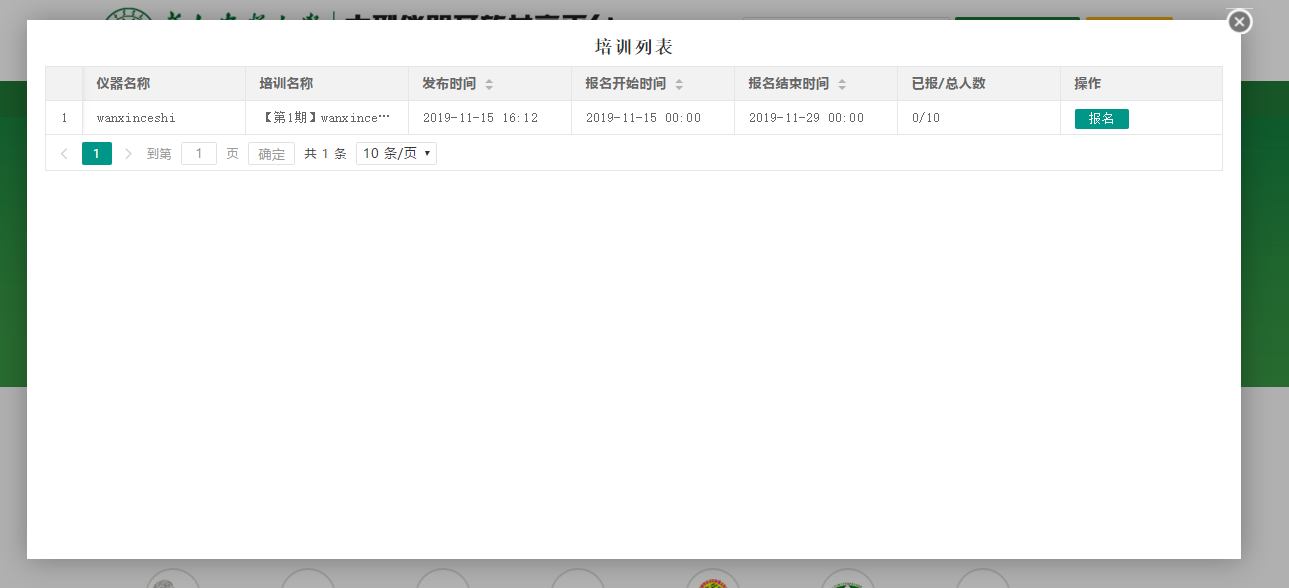 培训列表
仪器名称 培训名称 发布时间 报名开始时间 报名结束时间 已报/总人数 操作
1 wanxinceshi 【第1期】wanxince… 2019-11-15 16:12 2019-11-15 00:00 2019-11-29 00:00 0/10 报名
1 到第 1 页 确定 共 1 条 10 条/页